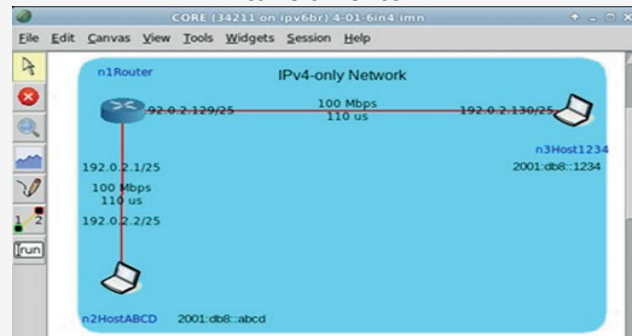 CORE (34211 on ipv6br) 4-01-6in4.imn
File Edit Canvas View Tools Widgets Session Help
n1Router
IPv4-only Network
92.0.2.129/25
100 Mbps
110 us
192.0.2.130/25
n3Host1234
2001:db8::1234
192.0.2.1/25
100 Mbps
110 us
192.0.2.2/25
1 2
run
n2HostABCD 2001:db8::abcd